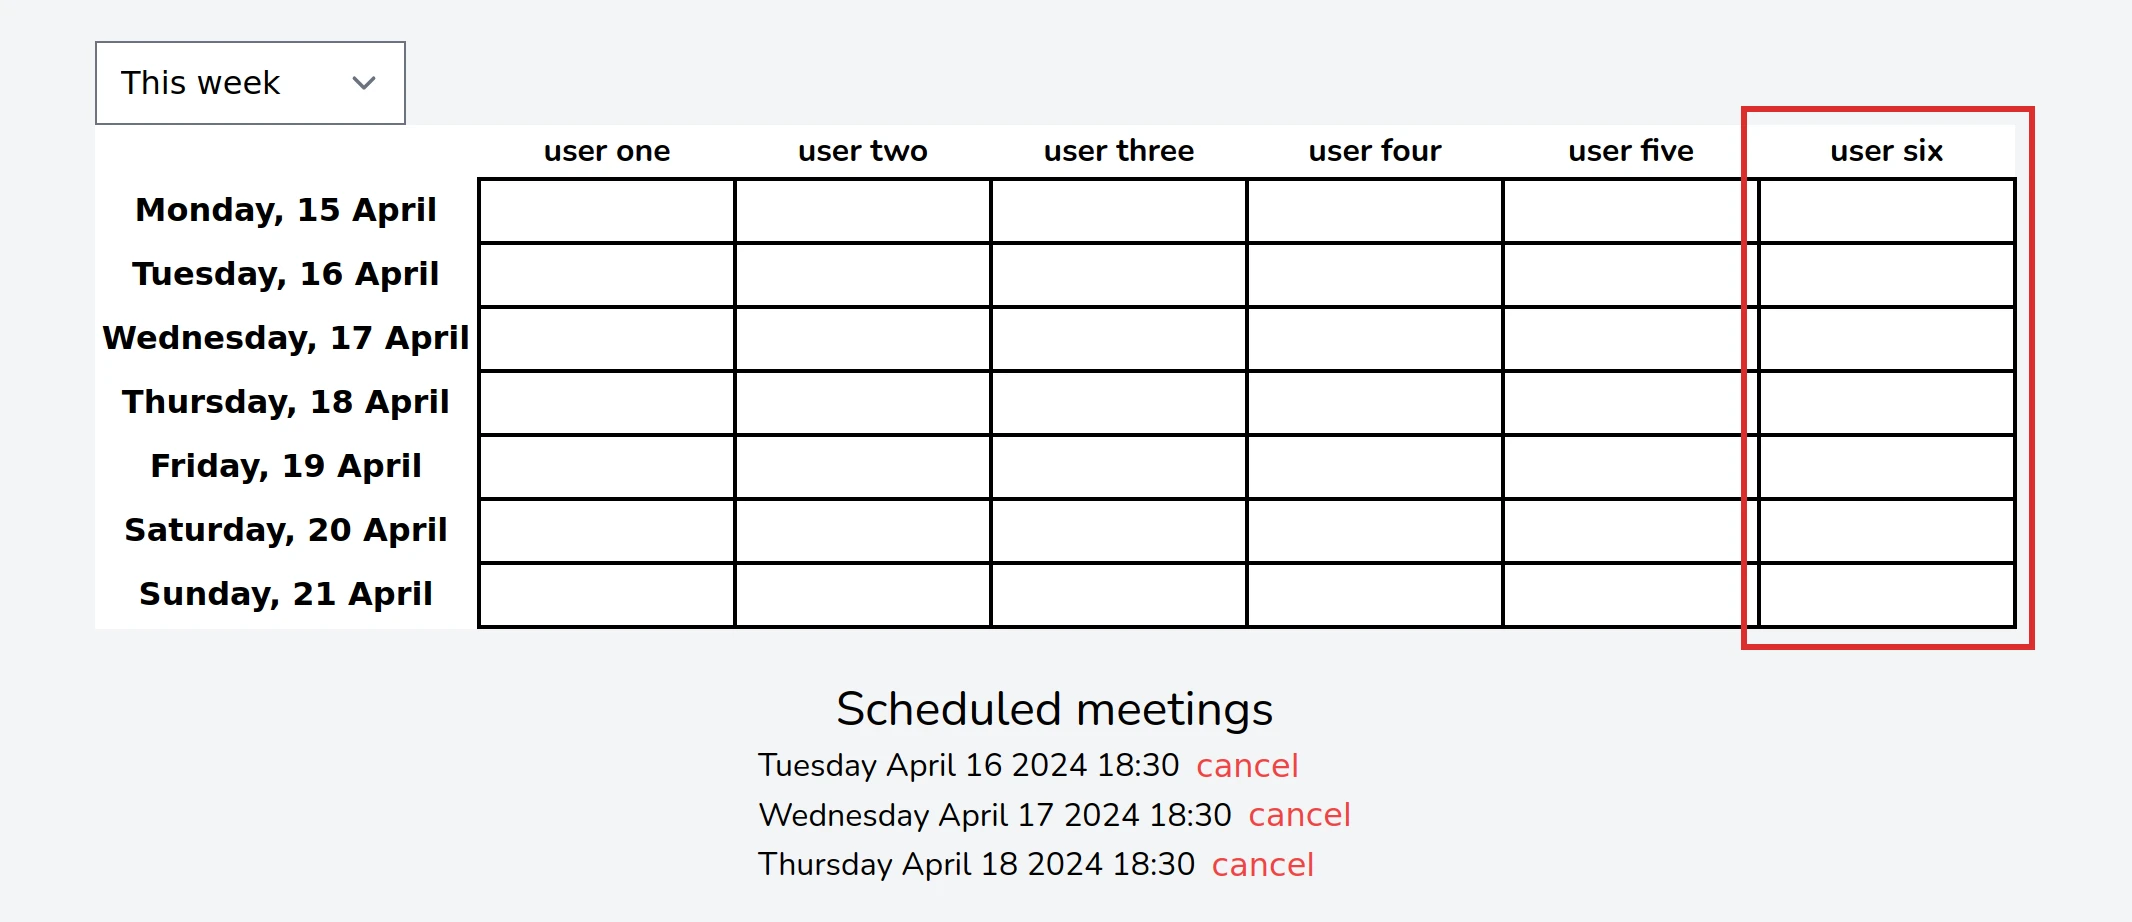 This week
user one user two user three user four user five user six
Monday, 15 April
Tuesday, 16 April
Wednesday, 17 April
Thursday, 18 April
Friday, 19 April
Saturday, 20 April
Sunday, 21 April
Scheduled meetings
Tuesday April 16 2024 18:30 cancel
Wednesday April 17 2024 18:30 cancel
Thursday April 18 2024 18:30 cancel